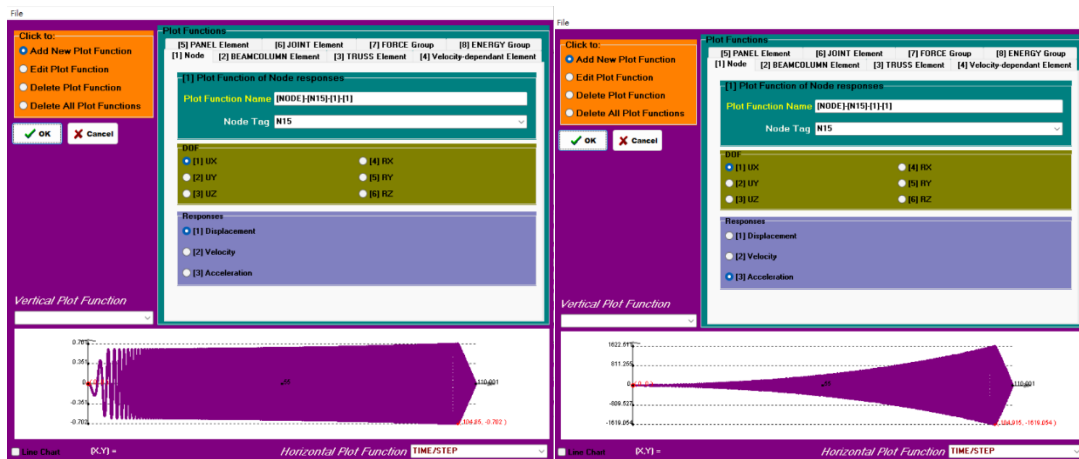 File
Click to:
Add New Plot Function
Edit Plot Function
Delete Plot Function
Delete All Plot Functions
OK
Cancel
Plot Functions
[5] PANEL Element [6] JOINT Element [7] FORCE Group [8] ENERGY Group
[1] Node [2] BEAMCOLUMN Element [3] TRUSS Element [4] Velocity-dependant Element
[1] Plot Function of Node responses
Plot Function Name [NODE]-[N15]-[1]-[1]
Node Tag N15
DOF
[1] UX [4] RX
[2] UY [5] RY
[3] UZ [6] RZ
Responses
[1] Displacement
[2] Velocity
[3] Acceleration
Vertical Plot Function
0.361
-0.361
-0.702
55
110.001
-0.702 )
Line Chart (X,Y) = Horizontal Plot Function TIME/STEP
File
Click to:
Add New Plot Function
Edit Plot Function
Delete Plot Function
Delete All Plot Functions
OK
Cancel
Plot Functions
[5] PANEL Element [6] JOINT Element [7] FORCE Group [8] ENERGY Group
[1] Node [2] BEAMCOLUMN Element [3] TRUSS Element [4] Velocity-dependant Element
[1] Plot Function of Node responses
Plot Function Name [NODE]-[N15]-[1]-[1]
Node Tag N15
DOF
[1] UX [4] RX
[2] UY [5] RY
[3] UZ [6] RZ
Responses
[1] Displacement
[2] Velocity
[3] Acceleration
Vertical Plot Function
811.255
0
-809.527
-1619.054
55
110.001
-1619.054 )
Line Chart (X,Y) = Horizontal Plot Function TIME/STEP